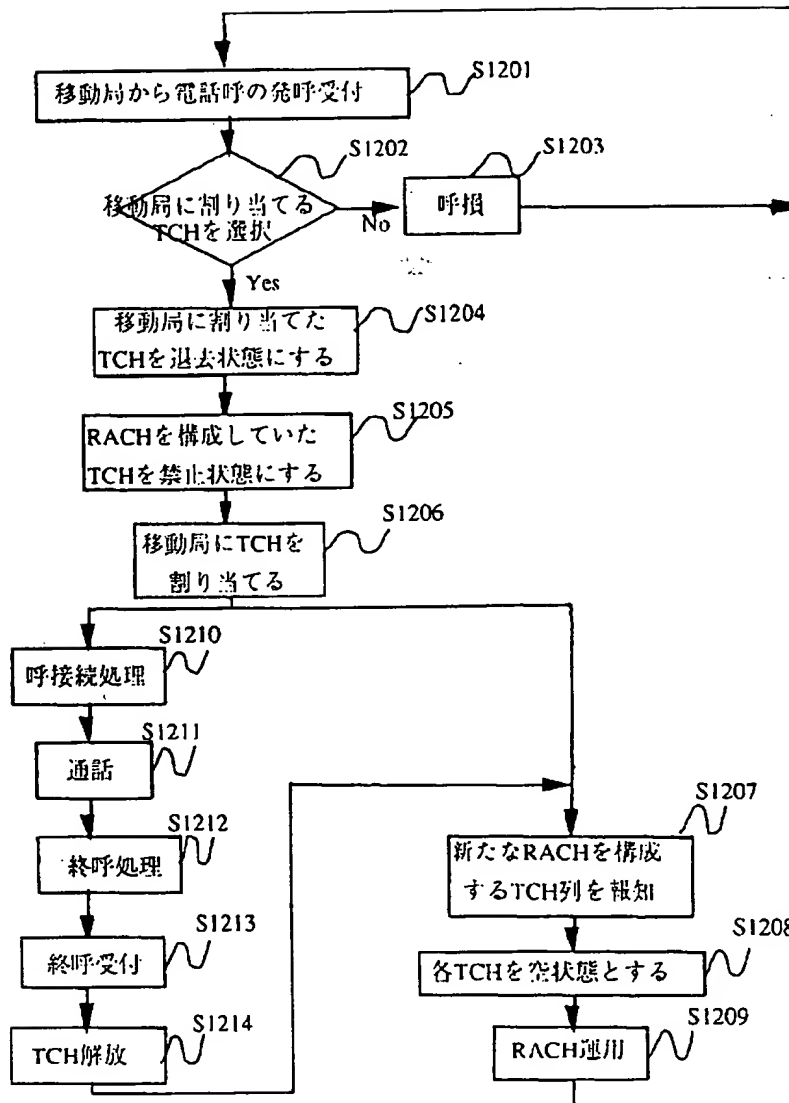 S1201
移動局から電話呼の発呼受付
S1202
移動局に割り当てる
TCHを選択
No
S1203
呼損
Yes
S1204
移動局に割り当てた
TCHを退去状態にする
S1205
RACHを構成していた
TCHを禁止状態にする
S1206
移動局にTCHを
割り当てる
S1210
呼接続処理
S1211
通話
S1212
終呼処理
S1213
終呼受付
S1214
TCH解放
S1207
新たなRACHを構成
するTCH列を報知
S1208
各TCHを空状態とする
S1209
RACH運用